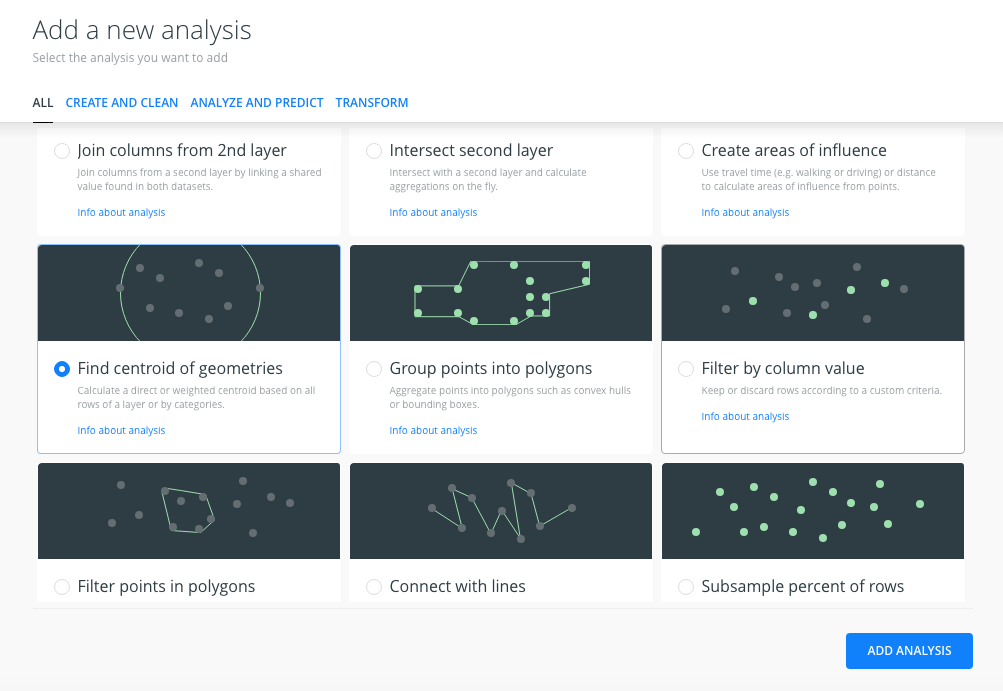 Add a new analysis
Select the analysis you want to add
ALL CREATE AND CLEAN ANALYZE AND PREDICT TRANSFORM
Join columns from 2nd layer
Join columns from a second layer by linking a shared
value found in both datasets.
Info about analysis
Intersect second layer
Intersect with a second layer and calculate
aggregations on the fly.
Info about analysis
Create areas of influence
Use travel time (e.g. walking or driving) or distance
to calculate areas of influence from points.
Info about analysis
Find centroid of geometries
Calculate a direct or weighted centroid based on all
rows of a layer or by categories.
Info about analysis
Group points into polygons
Aggregate points into polygons such as convex hulls
or bounding boxes.
Info about analysis
Filter by column value
Keep or discard rows according to a custom criteria.
Info about analysis
Filter points in polygons
Connect with lines
Subsample percent of rows
ADD ANALYSIS